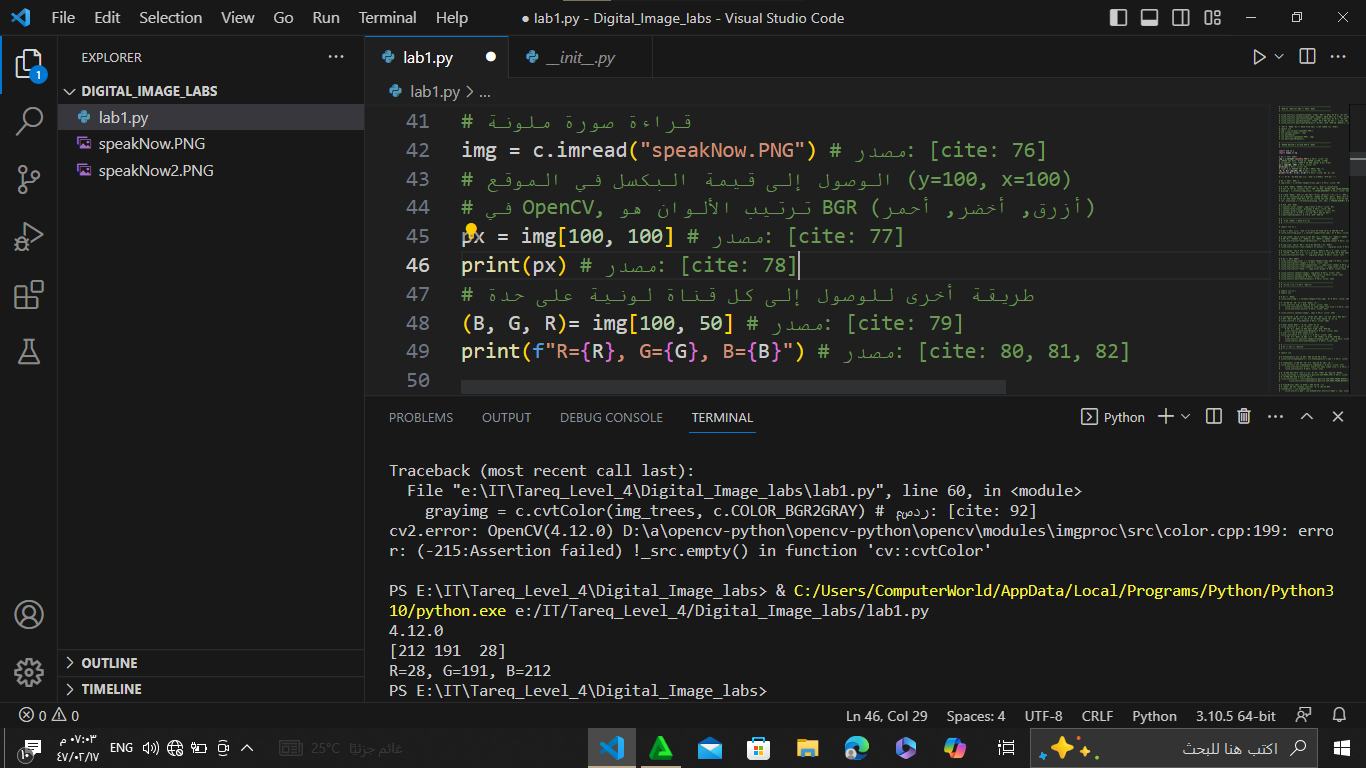 File Edit Selection View Go Run Terminal Help
● lab1.py - Digital_Image_labs - Visual Studio Code
EXPLORER
1
DIGITAL_IMAGE_LABS
lab1.py
speakNow.PNG
speakNow2.PNG
OUTLINE
TIMELINE
lab1.py ● __init__.py
lab1.py > ...
41 # قراءة صورة ملونة
42 img = c.imread("speakNow.PNG") # مصدر: [cite: 76]
43 # الوصول إلى قيمة البكسل في الموقع (y=100, x=100)
44 # في OpenCV, ترتيب الألوان هو BGR (أزرق, أخضر, أحمر)
45 px = img[100, 100] # مصدر: [cite: 77]
46 print(px) # مصدر: [cite: 78]
47 # طريقة أخرى للوصول إلى كل قناة لونية على حدة
48 (B, G, R)= img[100, 50] # مصدر: [cite: 79]
49 print(f"R={R}, G={G}, B={B}") # مصدر: [cite: 80, 81, 82]
50
PROBLEMS OUTPUT DEBUG CONSOLE TERMINAL
Python
Traceback (most recent call last):
File "e:\IT\Tareq_Level_4\Digital_Image_labs\lab1.py", line 60, in <module>
grayimg = c.cvtColor(img_trees, c.COLOR_BGR2GRAY) # مصدر: [cite: 92]
cv2.error: OpenCV(4.12.0) D:\a\opencv-python\opencv-python\opencv\modules\imgproc\src\color.cpp:199: erro
r: (-215:Assertion failed) !_src.empty() in function 'cv::cvtColor'
PS E:\IT\Tareq_Level_4\Digital_Image_labs> & C:/Users/ComputerWorld/AppData/Local/Programs/Python/Python3
10/python.exe e:/IT/Tareq_Level_4/Digital_Image_labs/lab1.py
4.12.0
[212 191  28]
R=28, G=191, B=212
PS E:\IT\Tareq_Level_4\Digital_Image_labs>
0 0
Ln 46, Col 29 Spaces: 4 UTF-8 CRLF Python 3.10.5 64-bit
٠٧:٠٣ م
٤٧/٠٢/١٧
ENG
25°C غائم جزئيًا
اكتب هنا للبحث